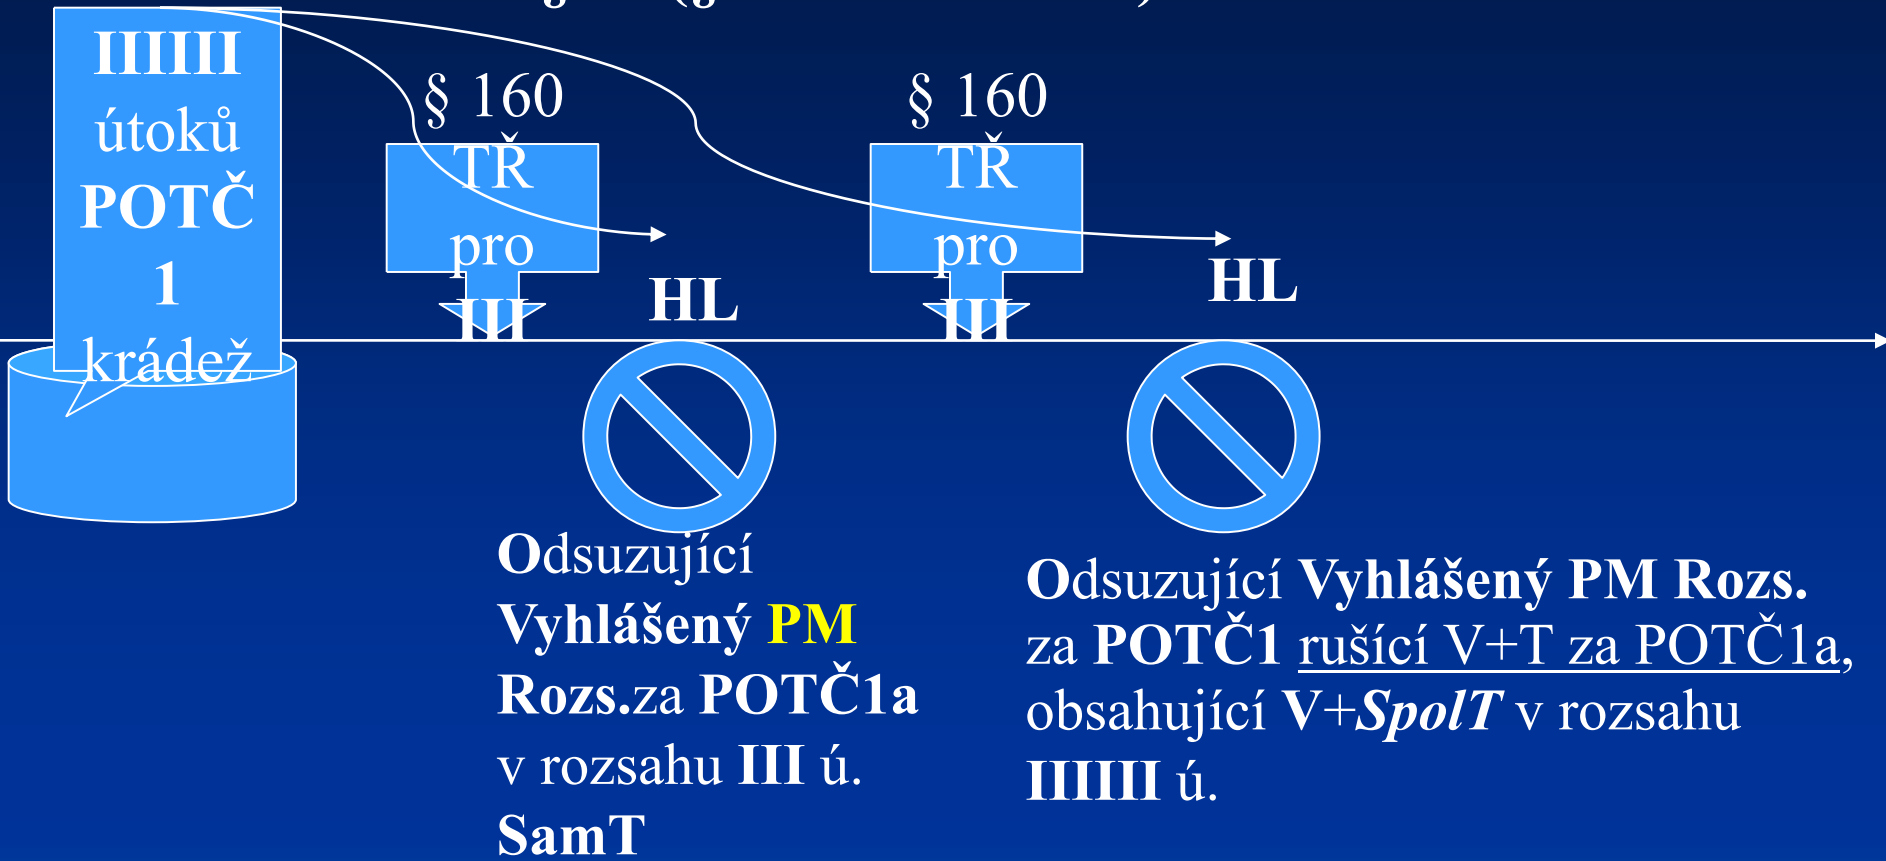 IIIIII
útoků
POTČ
1
krádež
§ 160
TŘ
pro
III
HL
§ 160
TŘ
pro
III
HL
Odsuzující
Vyhlášený PM
Rozs.za POTČ1a
v rozsahu III ú.
SamT
Odsuzující Vyhlášený PM Rozs.
za POTČ1 rušící V+T za POTČ1a,
obsahující V+SpolT v rozsahu
IIIIII ú.